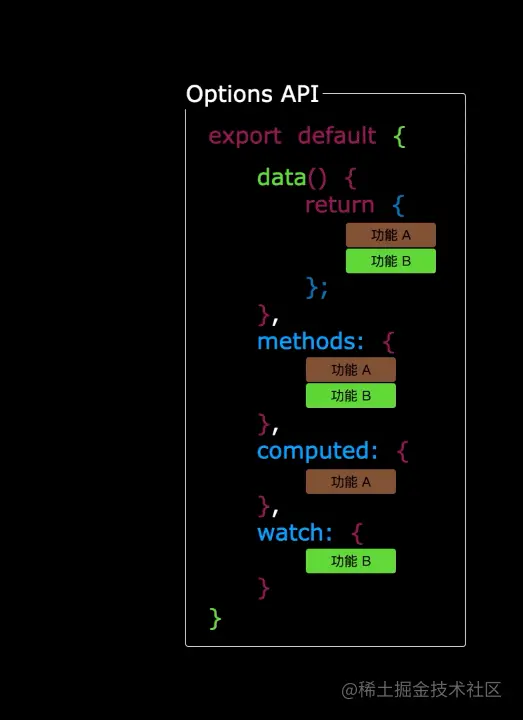 Options API
export default {
data() {
return {
功能 A
功能 B
};
},
methods: {
功能 A
功能 B
},
computed: {
功能 A
},
watch: {
功能 B
}
}
@稀土掘金技术社区